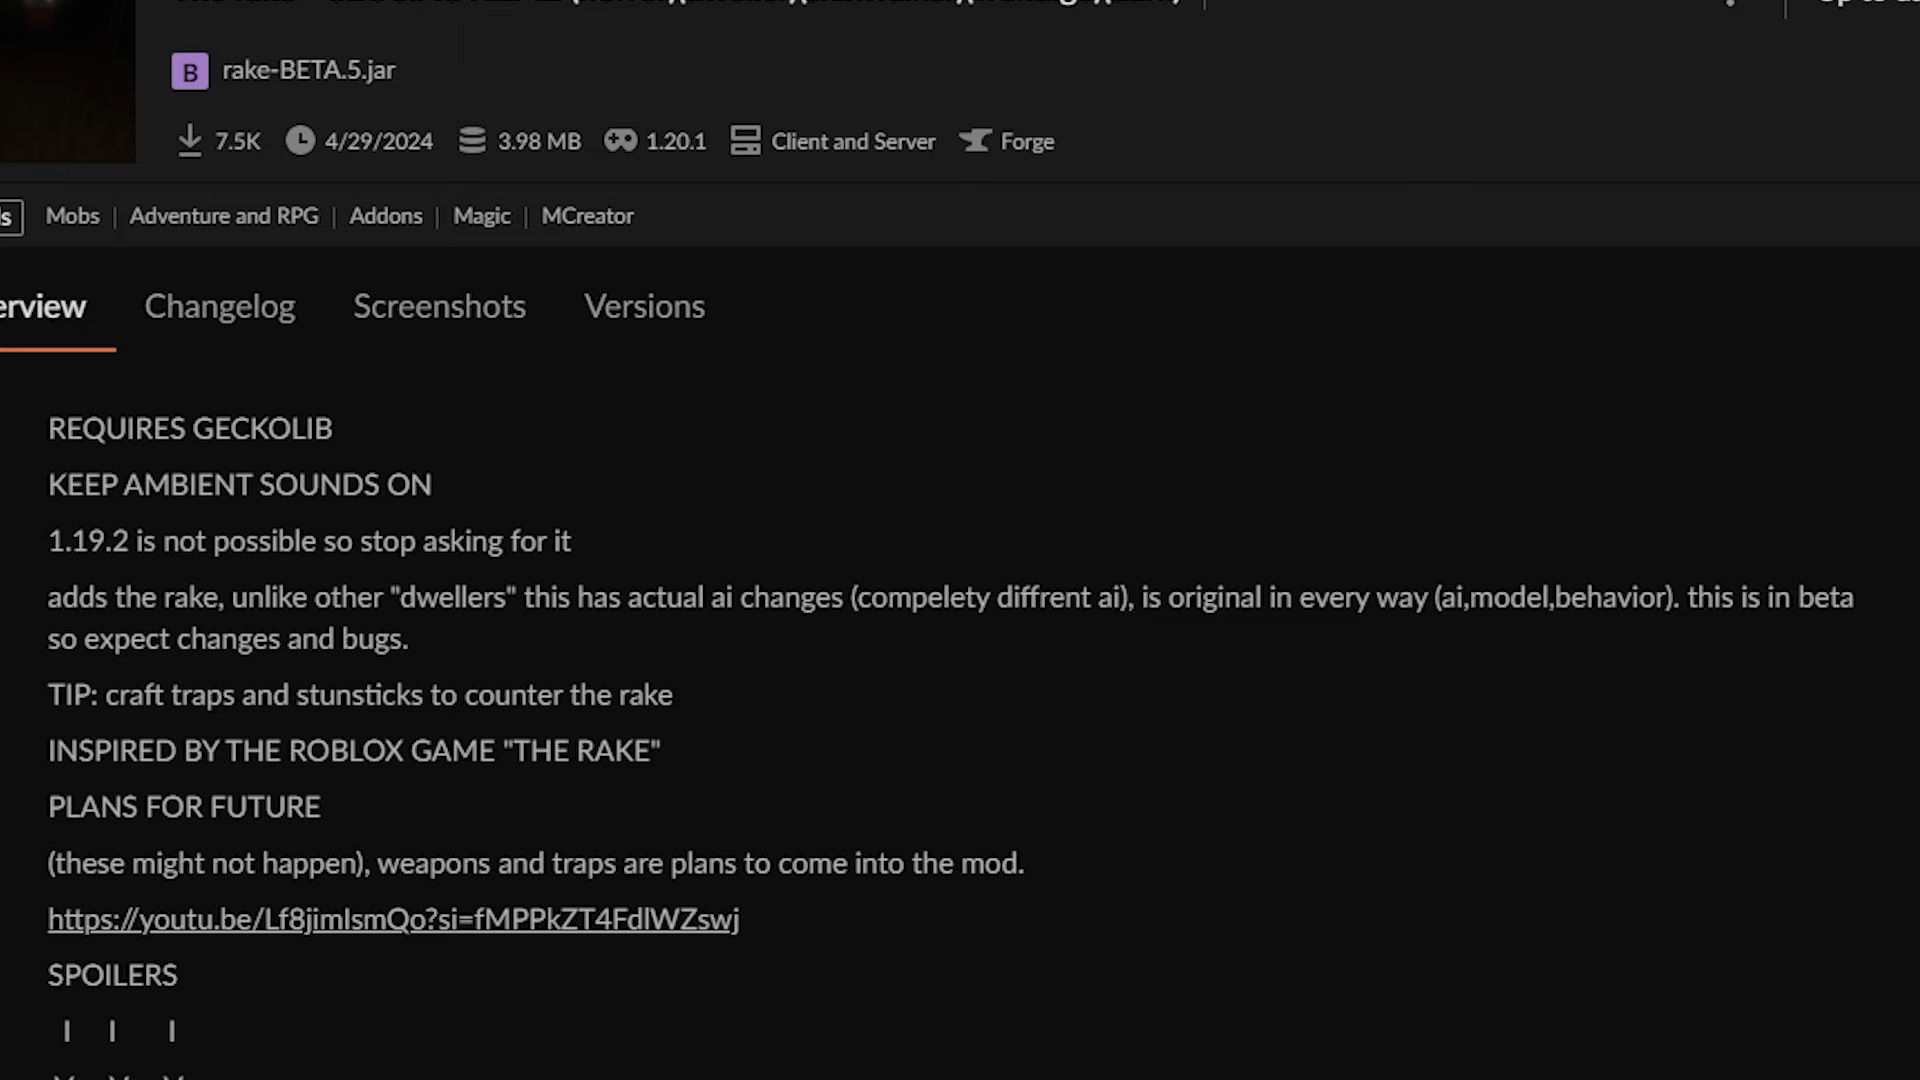 B rake-BETA.5.jar
7.5K 4/29/2024 3.98 MB 1.20.1 Client and Server Forge
Mobs | Adventure and RPG | Addons | Magic | MCreator
erview Changelog Screenshots Versions
REQUIRES GECKOLIB
KEEP AMBIENT SOUNDS ON
1.19.2 is not possible so stop asking for it
adds the rake, unlike other "dwellers" this has actual ai changes (compelety diffrent ai), is original in every way (ai,model,behavior). this is in beta
so expect changes and bugs.
TIP: craft traps and stunsticks to counter the rake
INSPIRED BY THE ROBLOX GAME "THE RAKE"
PLANS FOR FUTURE
(these might not happen), weapons and traps are plans to come into the mod.
https://youtu.be/Lf8jimIsmQo?si=fMPPkZT4FdlWZswj
SPOILERS
I I I